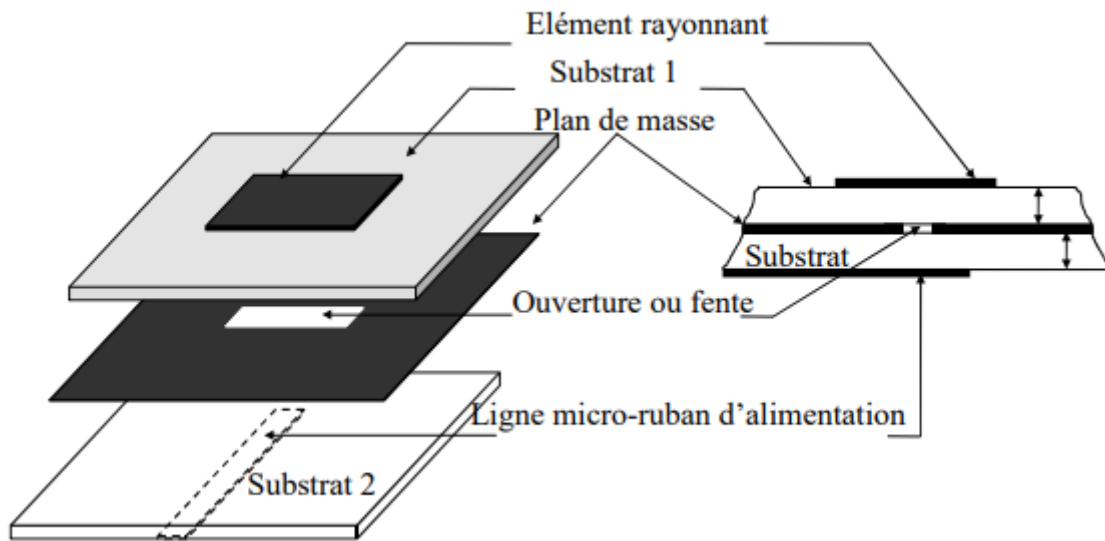 Elément rayonnant
Substrat 1
Plan de masse
Substrat
Ouverture ou fente
Ligne micro-ruban d’alimentation
Substrat 2